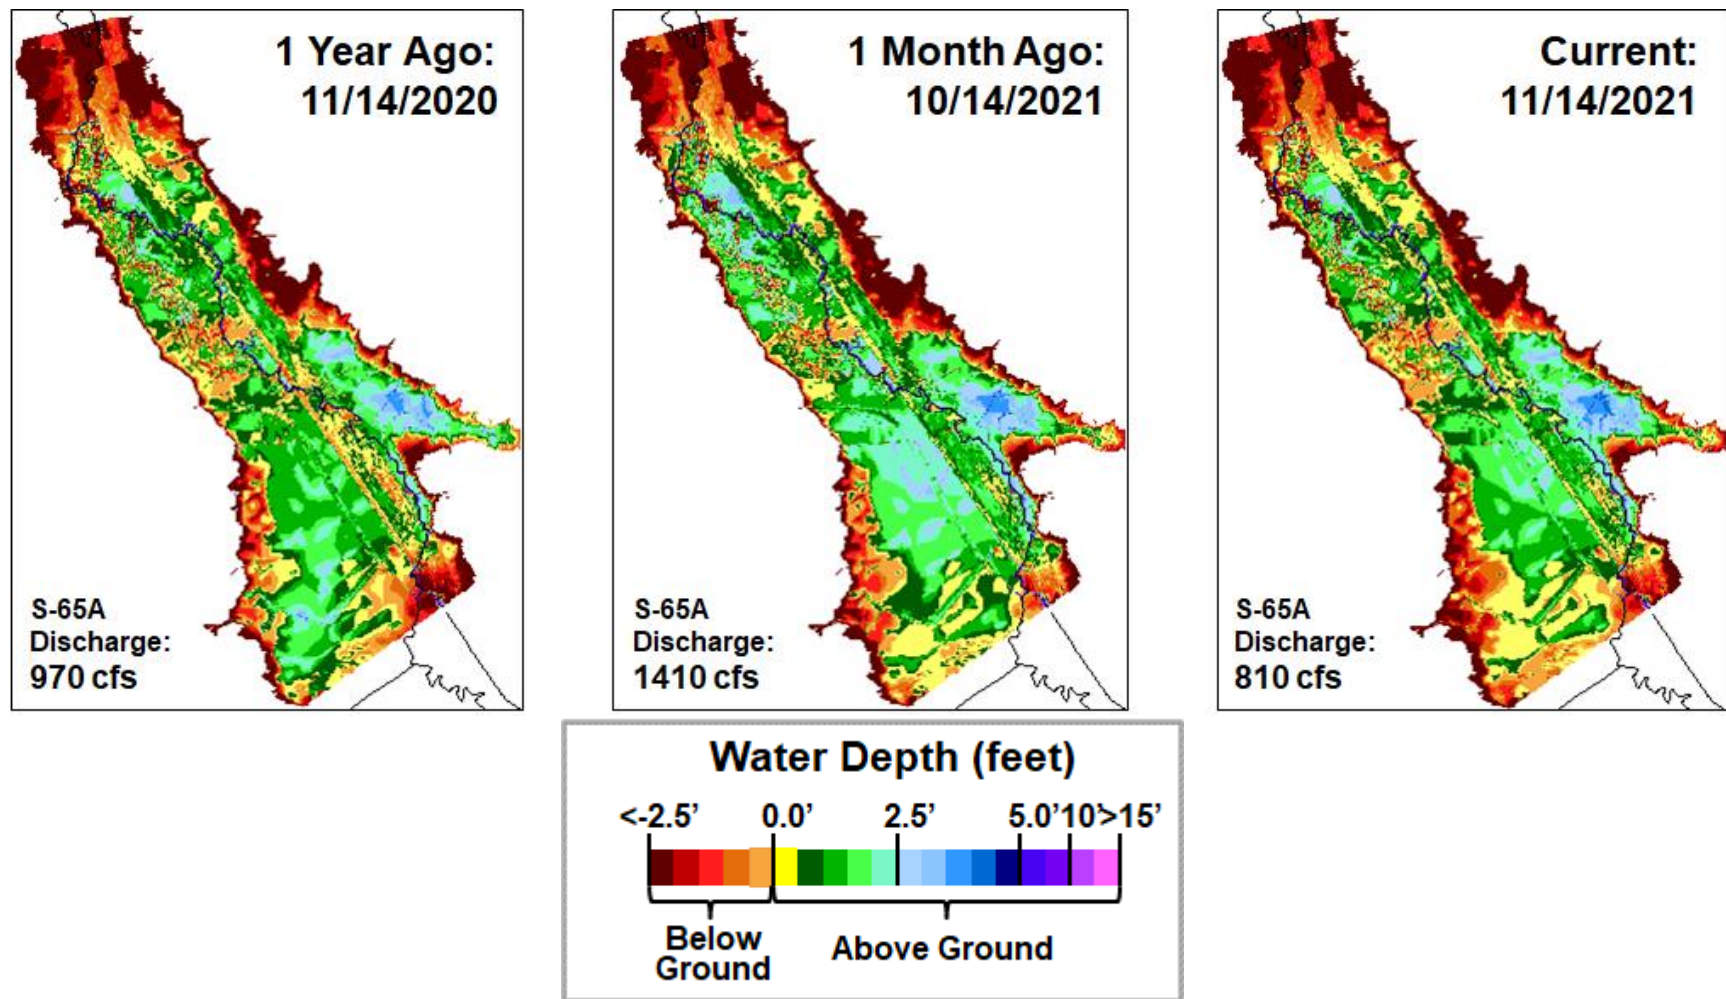 1 Year Ago:
11/14/2020
S-65A
Discharge:
970 cfs
1 Month Ago:
10/14/2021
S-65A
Discharge:
1410 cfs
Current:
11/14/2021
S-65A
Discharge:
810 cfs
Water Depth (feet)
<-2.5’ 0.0’ 2.5’ 5.0’10’>15’
Below
Ground
Above Ground